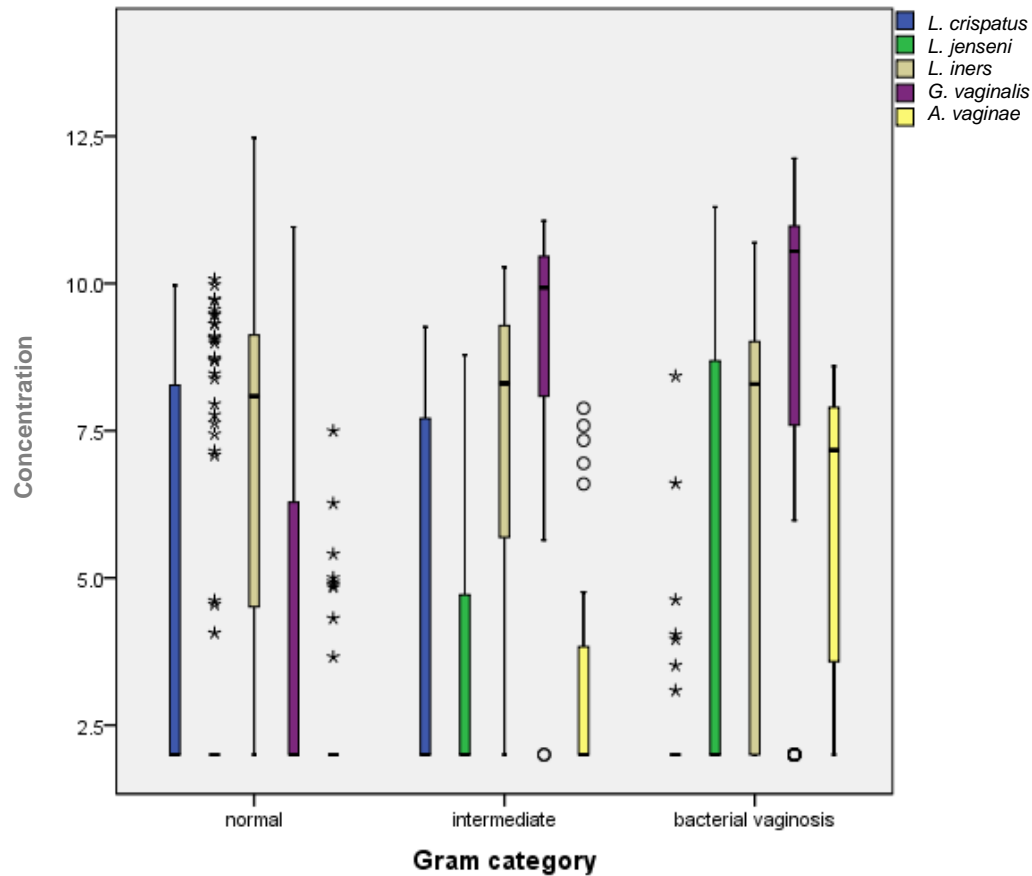 L. crispatus
L. jenseni
L. iners
G. vaginalis
A. vaginae
Concentration
12.5
10.0
7.5
5.0
2.5
normal
intermediate
bacterial vaginosis
Gram category